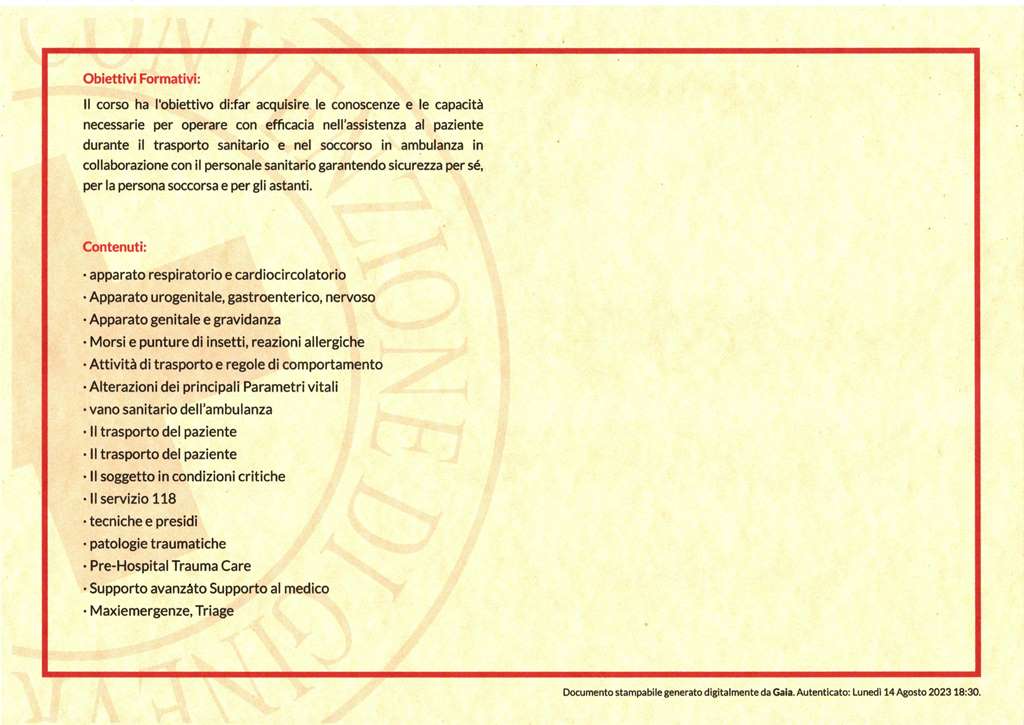 Obiettivi Formativi:
Il corso ha l'obiettivo di:far acquisire le conoscenze e le capacità
necessarie per operare con efficacia nell'assistenza al paziente
durante il trasporto sanitario e nel soccorso in ambulanza in
collaborazione con il personale sanitario garantendo sicurezza per sé,
per la persona soccorsa e per gli astanti.
Contenuti:
· apparato respiratorio e cardiocircolatorio
· Apparato urogenitale, gastroenterico, nervoso
· Apparato genitale e gravidanza
· Morsi e punture di insetti, reazioni allergiche
· Attività di trasporto e regole di comportamento
· Alterazioni dei principali Parametri vitali
· vano sanitario dell'ambulanza
· Il trasporto del paziente
· Il trasporto del paziente
· Il soggetto in condizioni critiche
· Il servizio 118
· tecniche e presidi
· patologie traumatiche
· Pre-Hospital Trauma Care
· Supporto avanzato Supporto al medico
· Maxiemergenze, Triage
CONVENZIONE DI GINEVRA
Documento stampabile generato digitalmente da Gaia. Autenticato: Lunedì 14 Agosto 2023 18:30.